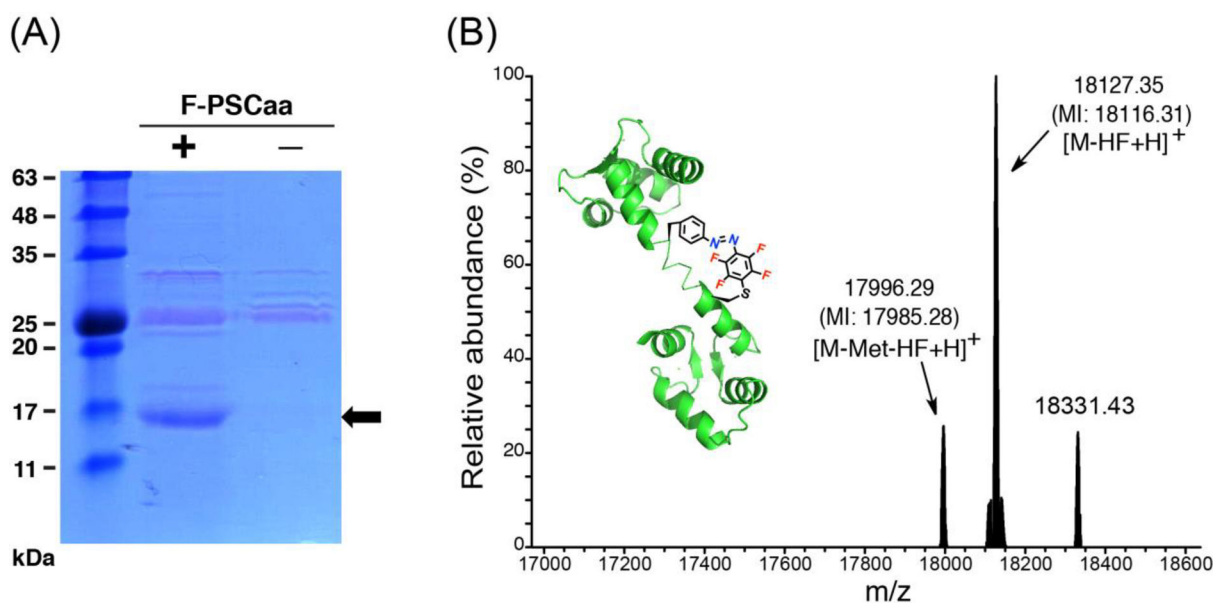 (A)
F-PSCaa
+ −
63
48
35
25
20
17
11
kDa
(B)
Relative abundance (%)
100
80
60
40
20
0
18127.35
(MI: 18116.31)
[M-HF+H]⁺
17996.29
(MI: 17985.28)
[M-Met-HF+H]⁺
18331.43
N=N
F F
F F
S
17000 17200 17400 17600 17800 18000 18200 18400 18600
m/z